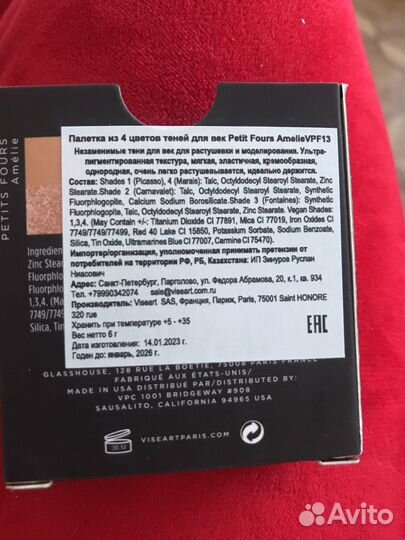 PETITS FOURS
Amélie
Палетка из 4 цветов теней для век Petit Fours AmelieVPF13
Незаменимые тени для век для растушевки и моделирования. Ультра-
пигментированная текстура, мягкая, эластичная, кремообразная,
однородная, очень легко растушевывается, идеально держится.
Состав: Shades 1 (Picasso), 4 (Marais): Talc, Octyldodecyl Stearoyl Stearate, Zinc
Stearate.Shade 2 (Carnavalet): Talc, Octyldodecyl Stearoyl Stearate, Synthetic
Fluorphlogopite, Calcium Sodium Borosilicate.Shade 3 (Fontaines): Synthetic
Fluorphlogopite, Talc, Octyldodecyl Stearoyl Stearate, Zinc Stearate. Vegan Shades:
1,3,4. (May Contain +/-: Titanium Dioxide CI 77891, Mica CI 77019, Iron Oxides CI
7749/77499, Red 40 Lake CI 15850, Potassium Sorbate, Sodium Benzoate,
Silica, Tin Oxide, Ultramarines Blue CI 77007, Carmine CI 75470).
Импортер/организация, уполномоченная принимать претензии от
потребителей на территории РФ, РБ, Казахстана: ИП Зинуров Руслан
Ниасович
Адрес: Санкт-Петербург, Парголово, ул. Федора Абрамова, 20, к.1, кв. 934
Тел. +79990342074 sale@viseart.com.ru
Производитель: Viseart SAS, Франция, Париж, Paris, 75001 Saint HONORE
320 rue
Хранить при температуре +5 - +35
Вес нетто 6 г
Дата изготовления: 14.01.2023 г.
Годен до: январь, 2026 г.
EAC
Ingredien
Zinc Stear
Fluorphlo
Fluorphlo
1,3,4. (Ma
7749/7749
Silica, Tin
GLASSHOUSE, 128 RUE LA BOETIE, 75008 PARIS FRANCE
FABRIQUÉ AUX ÉTATS-UNIS/
MADE IN USA DISTRIBUÉ PAR/DISTRIBUTED BY
VPC 1001 BRIDGEWAY #908
SAUSALITO, CALIFORNIA 94965 USA
36 M
VISEARTPARIS.COM
Avito